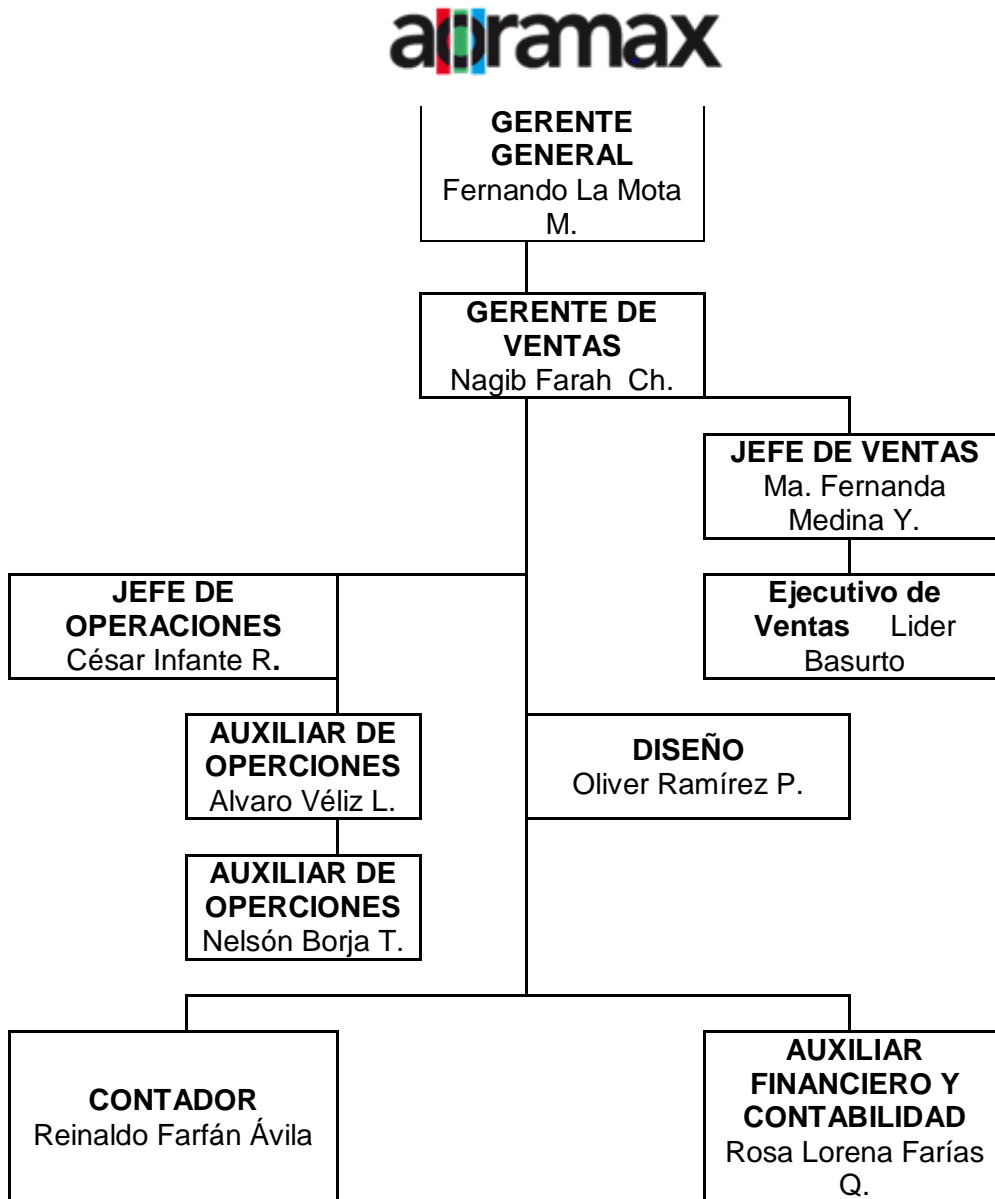 aoramax
GERENTE
GENERAL
Fernando La Mota
M.
GERENTE DE
VENTAS
Nagib Farah Ch.
JEFE DE VENTAS
Ma. Fernanda
Medina Y.
JEFE DE
OPERACIONES
César Infante R.
Ejecutivo de
Ventas Lider
Basurto
AUXILIAR DE
OPERCIONES
Alvaro Véliz L.
DISEÑO
Oliver Ramírez P.
AUXILIAR DE
OPERCIONES
Nelsón Borja T.
CONTADOR
Reinaldo Farfán Ávila
AUXILIAR
FINANCIERO Y
CONTABILIDAD
Rosa Lorena Farías
Q.